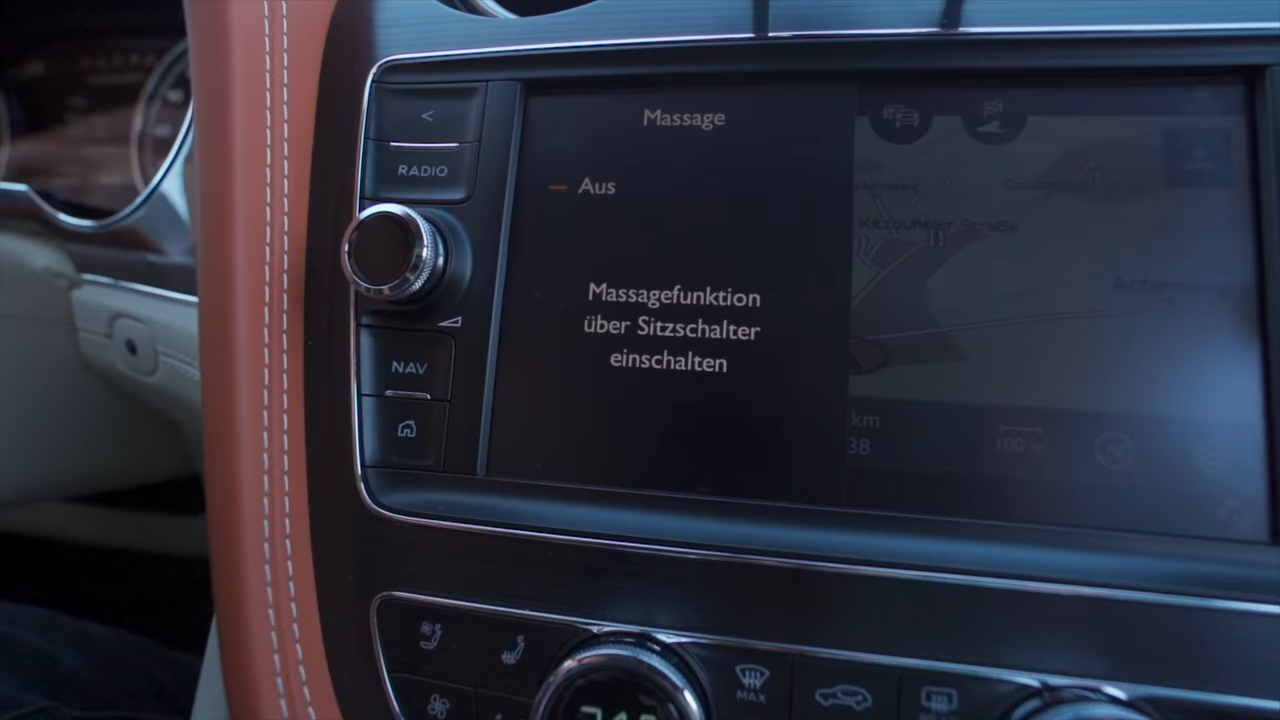 <
RADIO
NAV
Massage
Aus
Massagefunktion
über Sitzschalter
einschalten
Kitzbüheler Straße
km
38
100 m
N
MAX